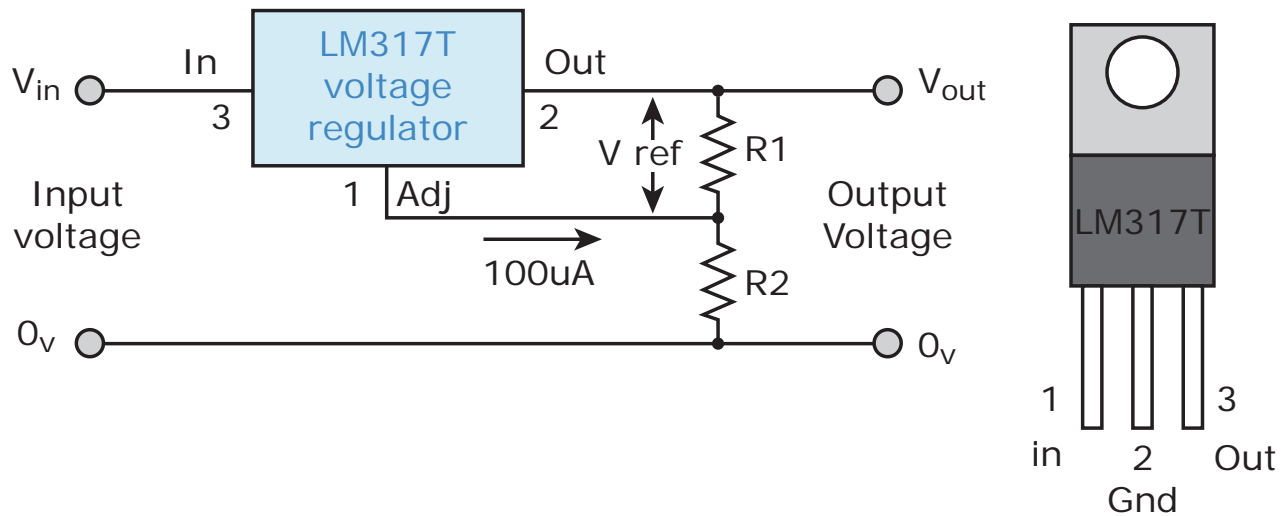 LM317T
voltage
regulator
In
3
Out
2
1
Adj
Vin
Vout
V ref
R1
Input
voltage
Output
Voltage
100uA
R2
0v
0v
LM317T
1
in
2
Gnd
3
Out